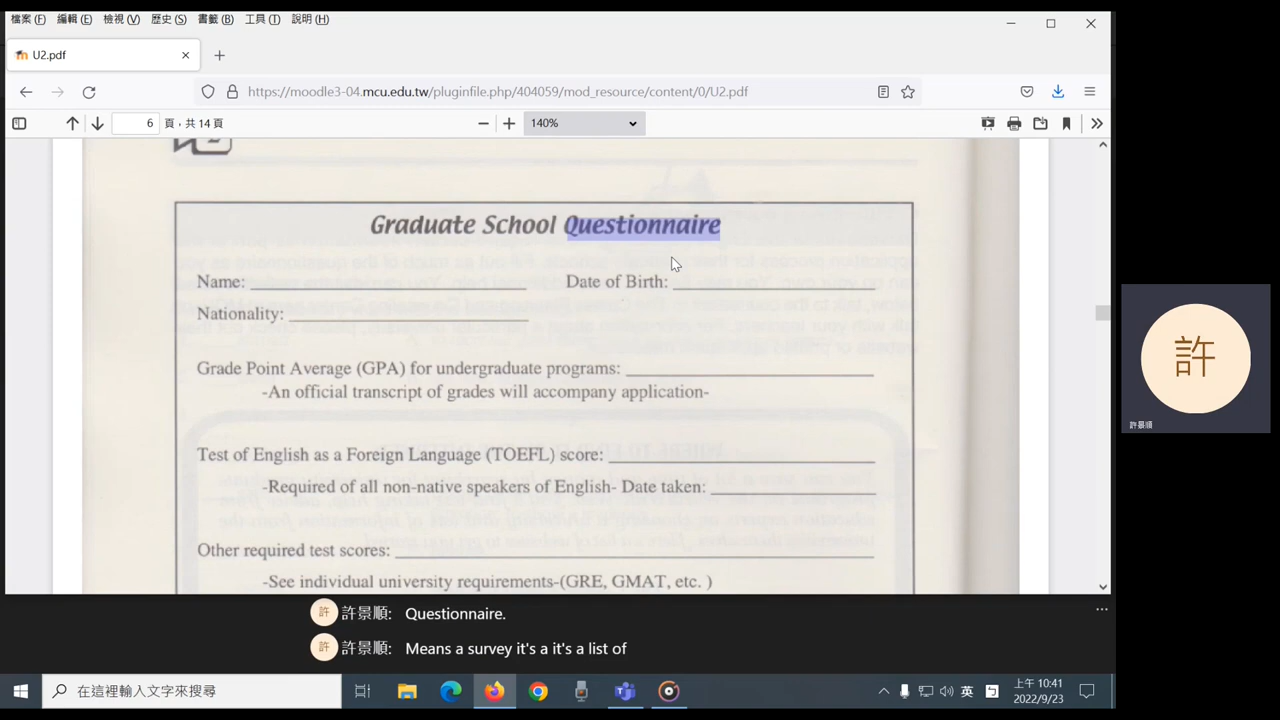 檔案 (F) 編輯 (E) 檢視 (V) 歷史 (S) 書籤 (B) 工具 (T) 說明 (H)
U2.pdf
https://moodle3-04.mcu.edu.tw/pluginfile.php/404059/mod_resource/content/0/U2.pdf
6 頁，共 14 頁
140%
Graduate School Questionnaire
Name: Date of Birth:
Nationality:
Grade Point Average (GPA) for undergraduate programs:
-An official transcript of grades will accompany application-
Test of English as a Foreign Language (TOEFL) score:
-Required of all non-native speakers of English- Date taken:
Other required test scores:
-See individual university requirements-(GRE, GMAT, etc. )
許
許景順
許 許景順: Questionnaire.
許 許景順: Means a survey it's a it's a list of
在這裡輸入文字來搜尋
英
ㄅ
上午 10:41
2022/9/23